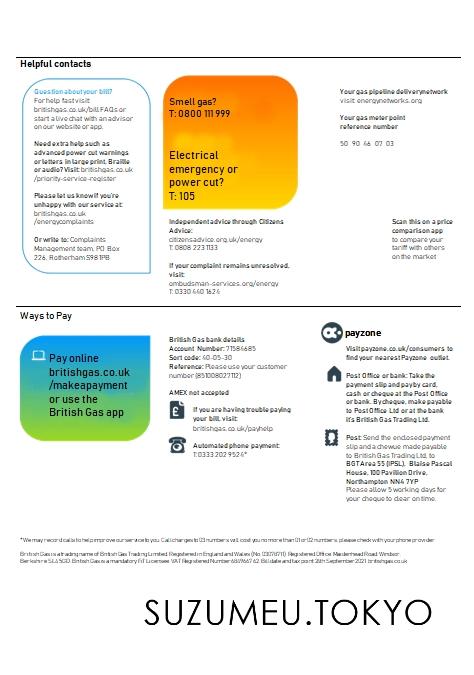 Helpful contacts
Question about your bill?
For help fast visit
britishgas.co.uk/bill FAQs or
start a live chat with an advisor
on our website or app.
Need extra help such as
advanced power cut warnings
or letters in large print, Braille
or audio? Visit: britishgas.co.uk
/priority-service-register
Please let us know if you're
unhappy with our service at:
britishgas.co.uk
/energycomplaints
Or write to: Complaints
Management team, PO Box
226, Rotherham S98 1PB
Smell gas?
T: 0800 111 999
Electrical
emergency or
power cut?
T: 105
Independent advice through Citizens
Advice:
citizensadvice.org.uk/energy
T: 0808 223 1133
If your complaint remains unresolved,
visit:
ombudsman-services.org/energy
T: 0330 440 1624
Your gas pipeline delivery network
visit energynetworks.org
Your gas meter point
reference number
50 90 46 07 03
Scan this on a price
comparison app
to compare your
tariff with others
on the market
Ways to Pay
Pay online
britishgas.co.uk
/makeapayment
or use the
British Gas app
British Gas bank details
Account Number: 71584685
Sort code: 40-05-30
Reference: Please use your customer
number (851008027112)
AMEX not accepted
If you are having trouble paying
your bill, visit:
britishgas.co.uk/payhelp
Automated phone payment:
T:0333 202 9524*
payzone
Visit payzone.co.uk/consumers to
find your nearest Payzone outlet.
Post Office or bank: Take the
payment slip and pay by card,
cash or cheque at the Post Office
or bank. By cheque, make payable
to Post Office Ltd or at the bank
it's British Gas Trading Ltd.
Post: Send the enclosed payment
slip and a chewue made payable
to British Gas Trading Ltd, to
BGT Area 55 (IPSL), Blaise Pascal
House, 100 Pavilion Drive,
Northampton NN4 7YP
Please allow 5 working days for
your cheque to clear on time.
*We may record calls to help improve our service to you. Call charges to 03 numbers will cost you no more than 01 or 02 numbers, please check with your phone provider
British Gas is a trading name of British Gas Trading Limited. Registered in England and Wales (No. 03078711). Registered Office: Maidenhead Road, Windsor,
Berkshire SL4 5GD. British Gas is a mandatory FiT Licensee. VAT Registered Number 684966762. Bill date and tax point 26th September 2021 britishgas.co.uk
SUZUMEU.TOKYO